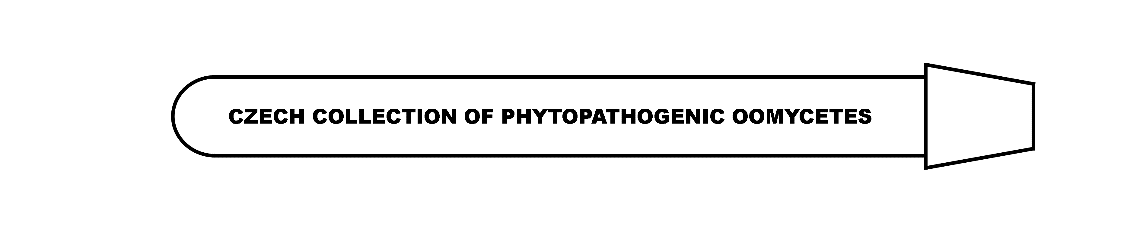 CZECH COLLECTION OF PHYTOPATHOGENIC OOMYCETES